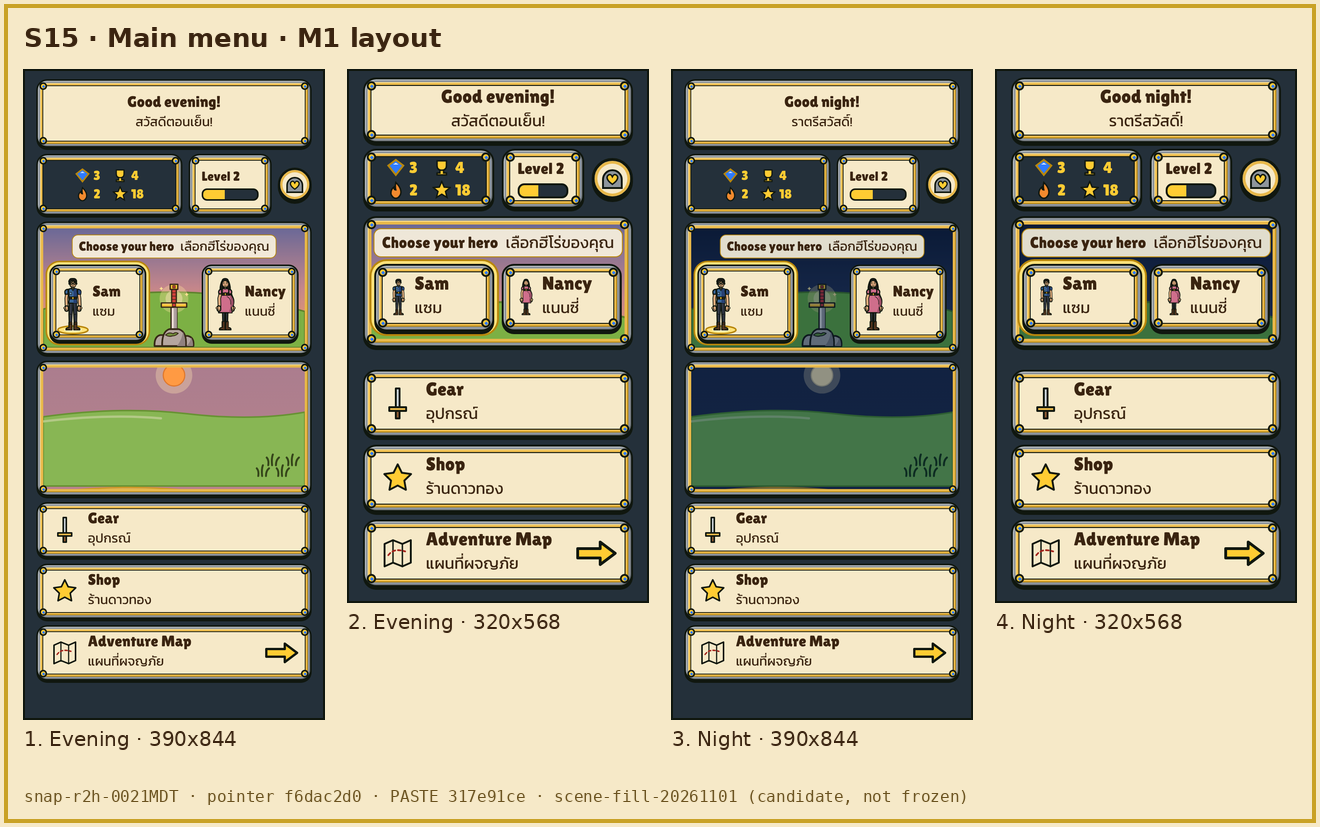 S15 · Main menu · M1 layout
Good evening!
สวัสดีตอนเย็น!
3 4
2 18
Level 2
Choose your hero เลือกฮีโร่ของคุณ
Sam
แซม
Nancy
แนนซี่
Gear
อุปกรณ์
Shop
ร้านดาวทอง
Adventure Map
แผนที่ผจญภัย
1. Evening · 390x844
Good evening!
สวัสดีตอนเย็น!
3 4
2 18
Level 2
Choose your hero เลือกฮีโร่ของคุณ
Sam
แซม
Nancy
แนนซี่
Gear
อุปกรณ์
Shop
ร้านดาวทอง
Adventure Map
แผนที่ผจญภัย
2. Evening · 320x568
Good night!
ราตรีสวัสดิ์!
3 4
2 18
Level 2
Choose your hero เลือกฮีโร่ของคุณ
Sam
แซม
Nancy
แนนซี่
Gear
อุปกรณ์
Shop
ร้านดาวทอง
Adventure Map
แผนที่ผจญภัย
3. Night · 390x844
Good night!
ราตรีสวัสดิ์!
3 4
2 18
Level 2
Choose your hero เลือกฮีโร่ของคุณ
Sam
แซม
Nancy
แนนซี่
Gear
อุปกรณ์
Shop
ร้านดาวทอง
Adventure Map
แผนที่ผจญภัย
4. Night · 320x568
snap-r2h-0021MDT · pointer f6dac2d0 · PASTE 317e91ce · scene-fill-20261101 (candidate, not frozen)